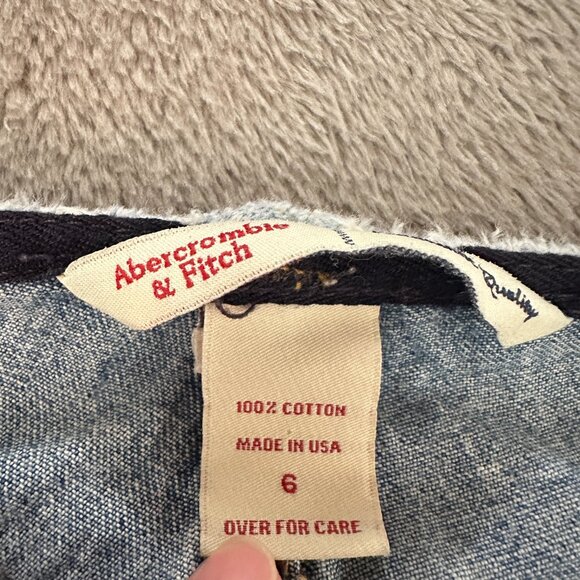 Abercrombie
& Fitch
Quality
100% COTTON
MADE IN USA
6
OVER FOR CARE